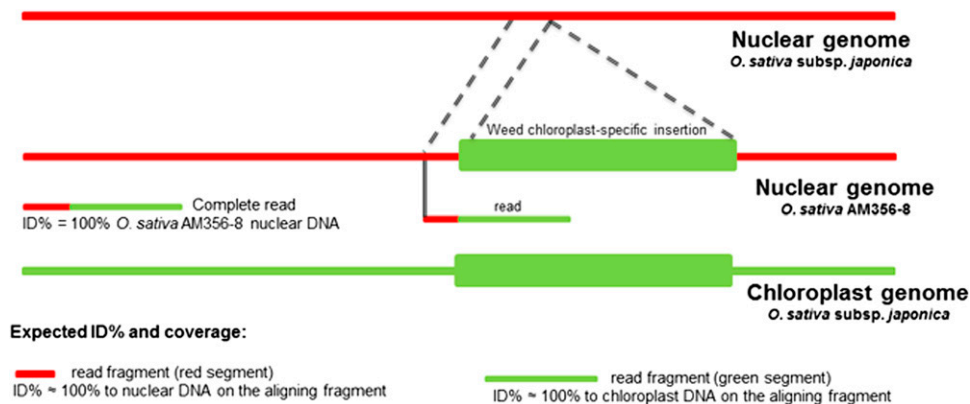 Nuclear genome
O. sativa subsp. japonica
Weed chloroplast-specific insertion
Nuclear genome
O. sativa AM356-8
Complete read
ID% = 100% O. sativa AM356-8 nuclear DNA
read
Chloroplast genome
O. sativa subsp. japonica
Expected ID% and coverage:
read fragment (red segment)
ID% ≈ 100% to nuclear DNA on the aligning fragment
read fragment (green segment)
ID% ≈ 100% to chloroplast DNA on the aligning fragment